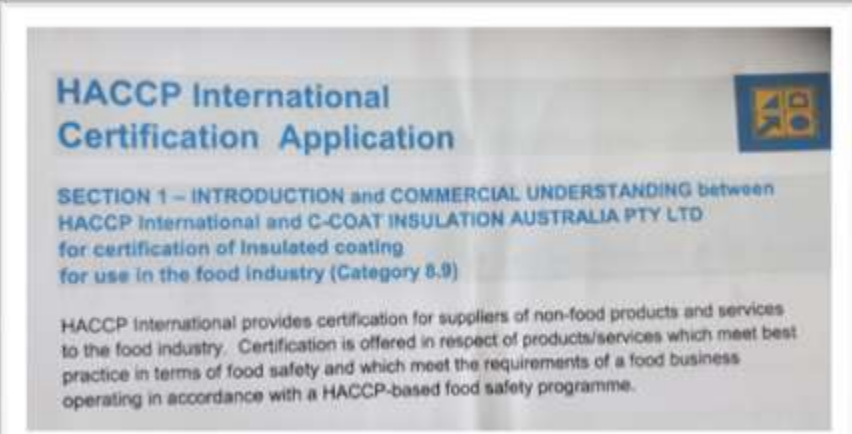 HACCP International
Certification Application
SECTION 1 – INTRODUCTION and COMMERCIAL UNDERSTANDING between
HACCP International and C-COAT INSULATION AUSTRALIA PTY LTD
for certification of Insulated coating
for use in the food industry (Category 8.9)
HACCP International provides certification for suppliers of non-food products and services
to the food industry. Certification is offered in respect of products/services which meet best
practice in terms of food safety and which meet the requirements of a food business
operating in accordance with a HACCP-based food safety programme.